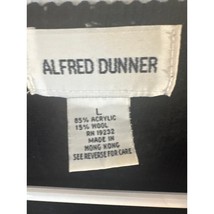 ALFRED DUNNER
L
85% ACRYLIC
15% WOOL
RN 19232
MADE IN
HONG KONG
SEE REVERSE FOR CARE